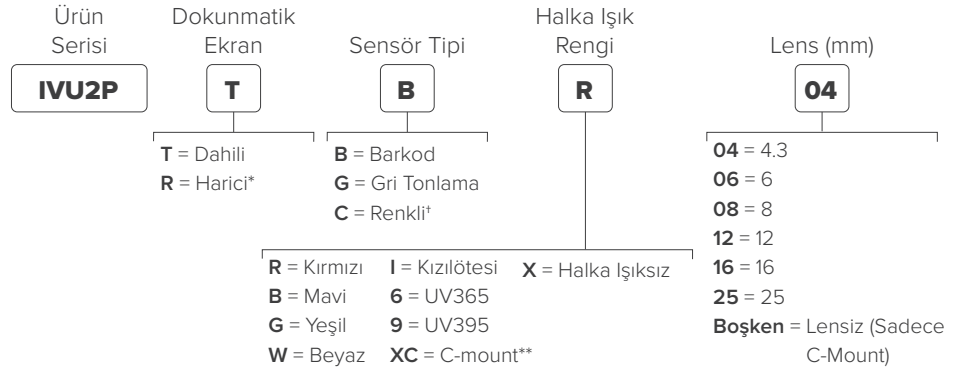 Ürün
Serisi
Dokunmatik
Ekran
Sensör Tipi
Halka Işık
Rengi
Lens (mm)
IVU2P
T
B
R
04
T = Dahili
R = Harici*
B = Barkod
G = Gri Tonlama
C = Renkli†
R = Kırmızı
B = Mavi
G = Yeşil
W = Beyaz
I = Kızılötesi
6 = UV365
9 = UV395
XC = C-mount**
X = Halka Işıksız
04 = 4.3
06 = 6
08 = 8
12 = 12
16 = 16
25 = 25
Boşken = Lensiz (Sadece
C-Mount)